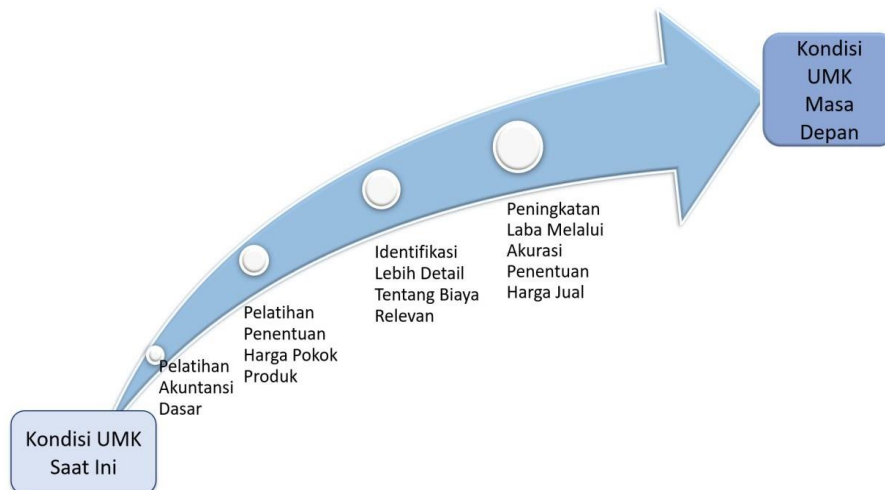 Kondisi UMK
Saat Ini
Pelatihan
Akuntansi
Dasar
Pelatihan
Penentuan
Harga Pokok
Produk
Identifikasi
Lebih Detail
Tentang Biaya
Relevan
Peningkatan
Laba Melalui
Akurasi
Penentuan
Harga Jual
Kondisi
UMK
Masa
Depan